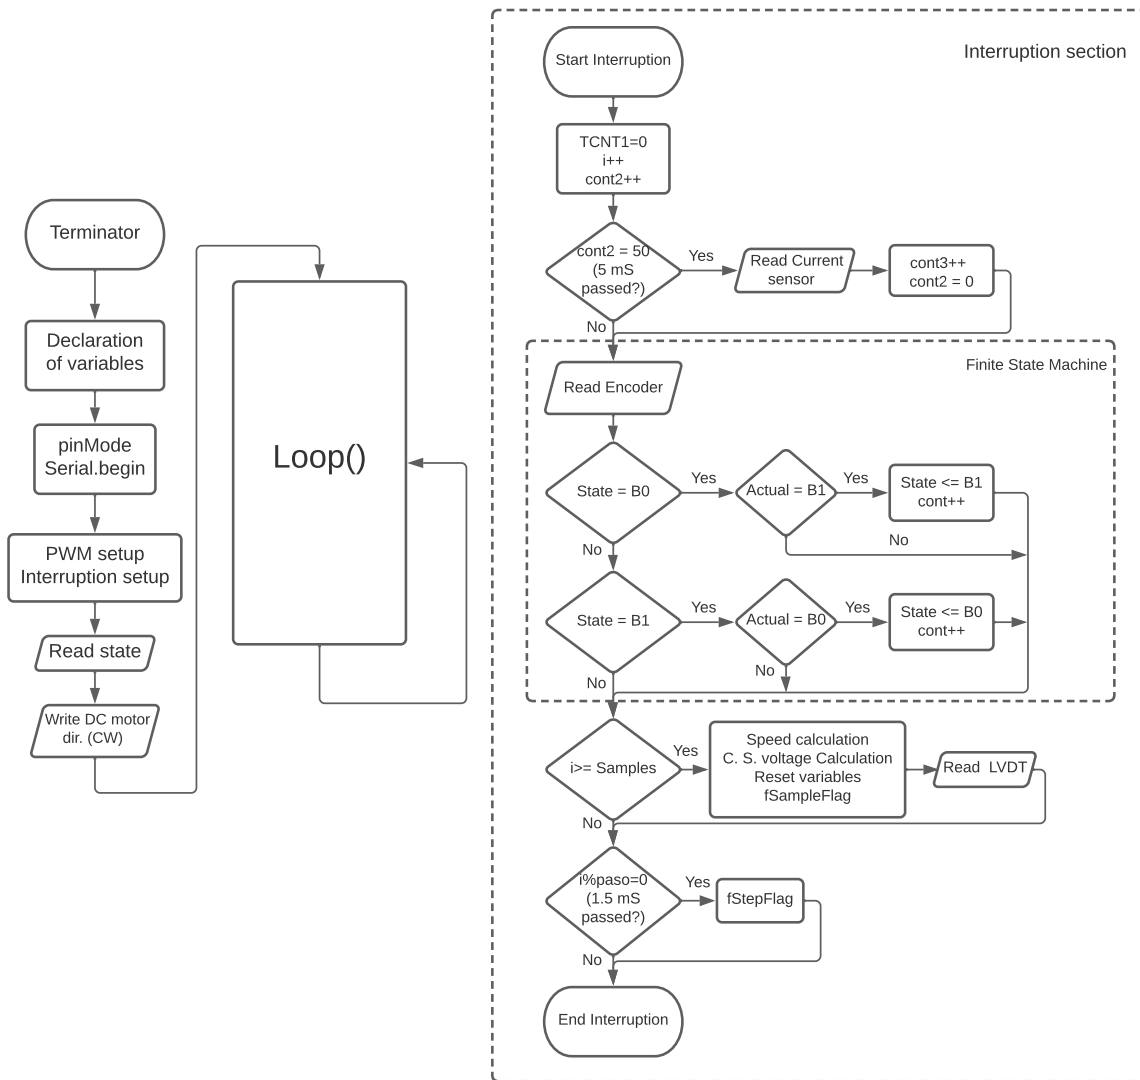 Terminator
Declaration
of variables
pinMode
Serial.begin
PWM setup
Interruption setup
Read state
Write DC motor
dir. (CW)
Loop()
Interruption section
Start Interruption
TCNT1=0
i++
cont2++
cont2 = 50
(5 mS
passed?)
Yes
Read Current
sensor
cont3++
cont2 = 0
No
Finite State Machine
Read Encoder
State = B0
Yes
Actual = B1
Yes
State <= B1
cont++
No
No
State = B1
Yes
Actual = B0
Yes
State <= B0
cont++
No
No
i>= Samples
Yes
Speed calculation
C. S. voltage Calculation
Reset variables
fSampleFlag
Read LVDT
No
i%paso=0
(1.5 mS
passed?)
Yes
fStepFlag
No
End Interruption